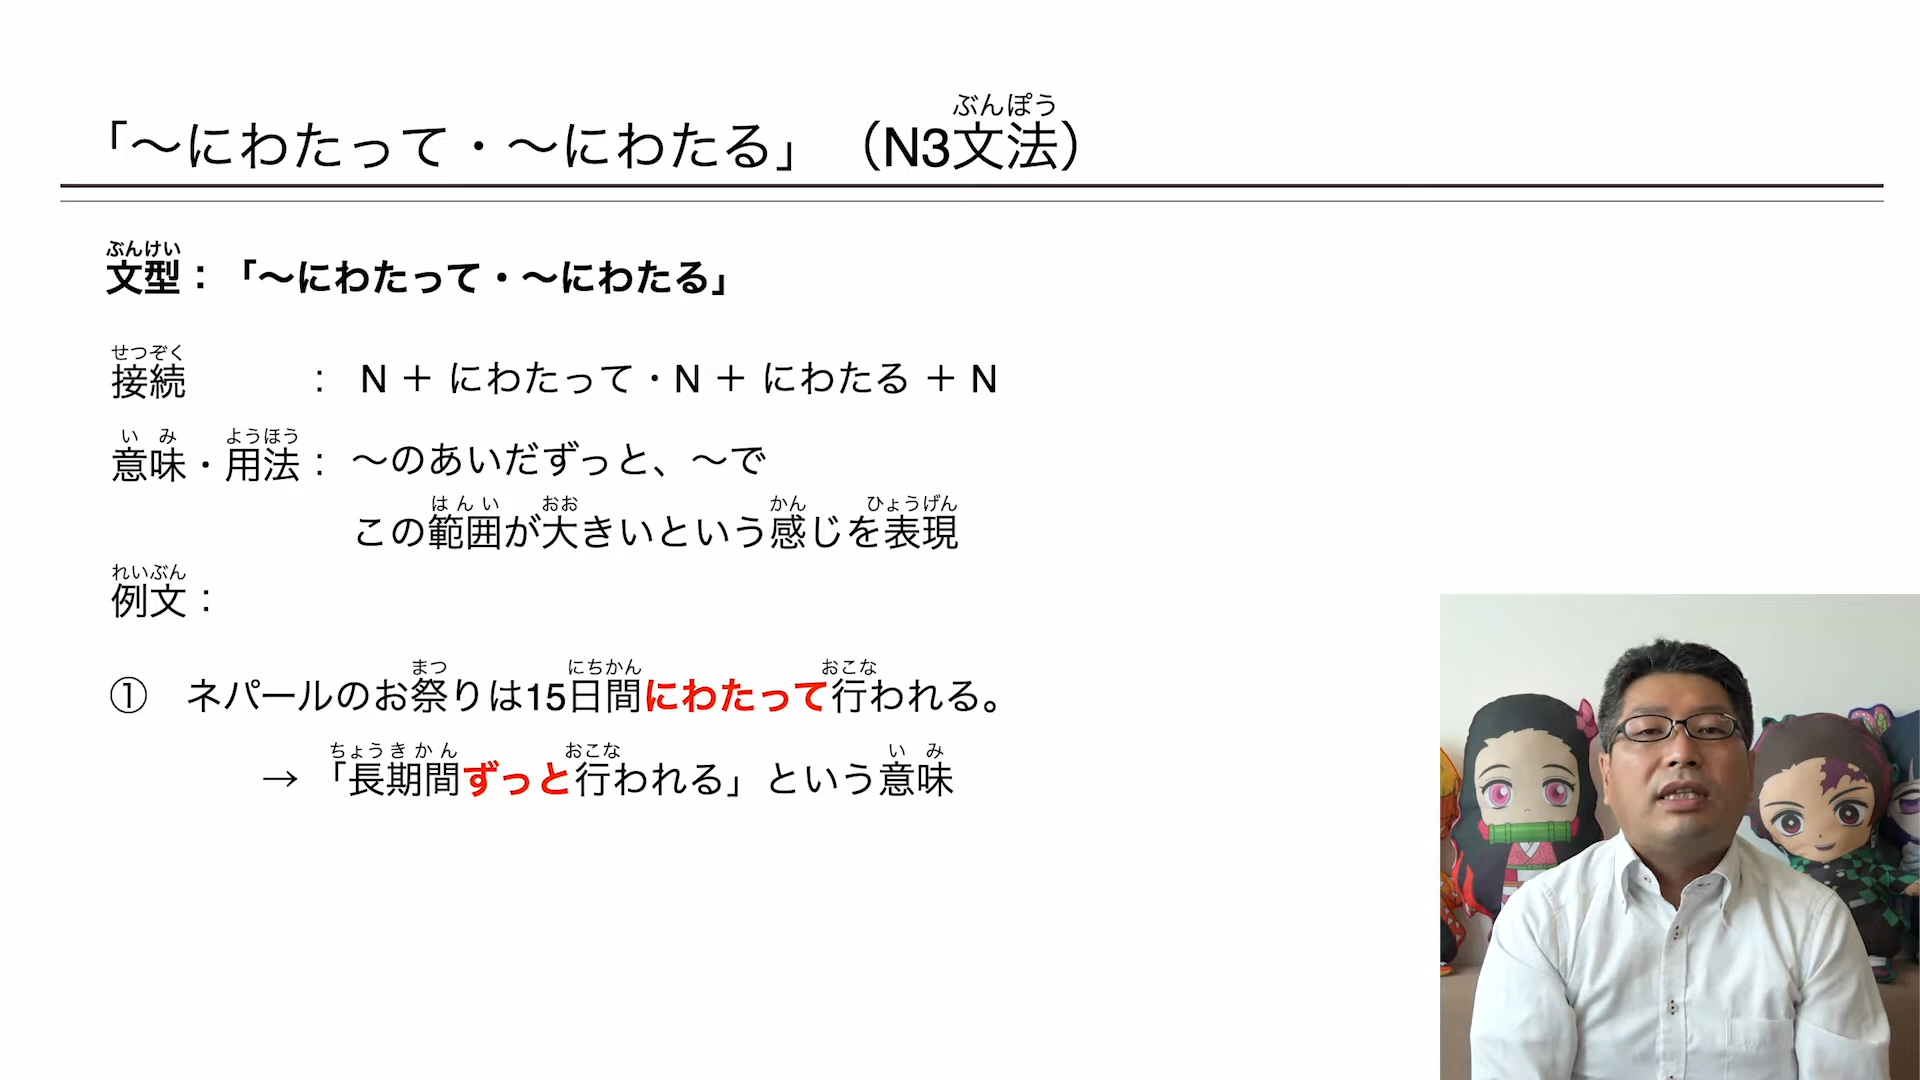 「〜にわたって・〜にわたる」（N3文法）
ぶんぽう
ぶんけい
文型：「〜にわたって・〜にわたる」
せつぞく
接続 ： N ＋ にわたって・N ＋ にわたる ＋ N
いみ ようほう
意味・用法： 〜のあいだずっと、〜で
はんい おお かん ひょうげん
この範囲が大きいという感じを表現
れいぶん
例文：
まつ にちかん おこな
① ネパールのお祭りは15日間にわたって行われる。
ちょうきかん おこな いみ
→ 「長期間ずっと行われる」という意味